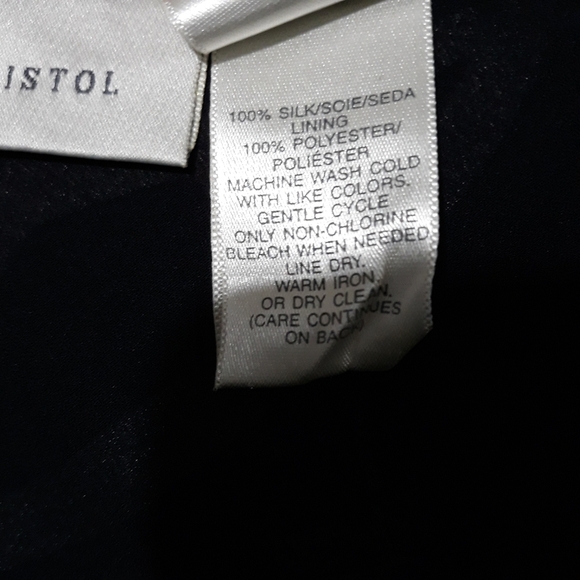 ISTOL
100% SILK/SOIE/SEDA
LINING
100% POLYESTER/
POLIÉSTER
MACHINE WASH COLD
WITH LIKE COLORS.
GENTLE CYCLE
ONLY NON-CHLORINE
BLEACH WHEN NEEDED
LINE DRY.
WARM IRON.
OR DRY CLEAN.
(CARE CONTINUES
ON BACK)